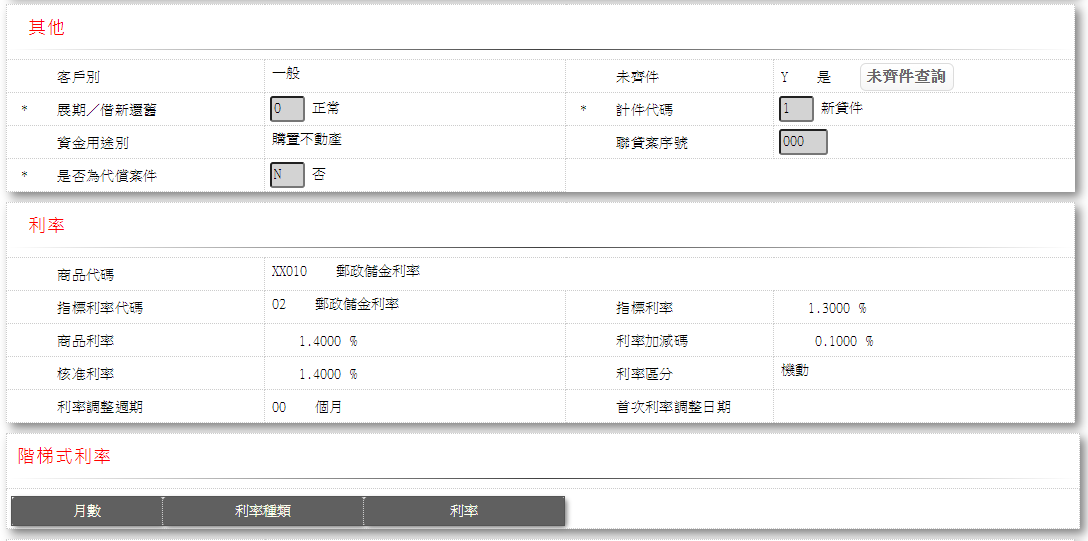 其他
客戶別 一般 未齊件 Y 是 未齊件查詢
* 展期／借新還舊 0 正常 * 計件代碼 1 新貸件
資金用途別 購置不動產 聯貸案序號 000
* 是否為代償案件 N 否
利率
商品代碼 XX010 郵政儲金利率
指標利率代碼 02 郵政儲金利率 指標利率 1.3000 %
商品利率 1.4000 % 利率加減碼 0.1000 %
核准利率 1.4000 % 利率區分 機動
利率調整週期 00 個月 首次利率調整日期
階梯式利率
月數 利率種類 利率